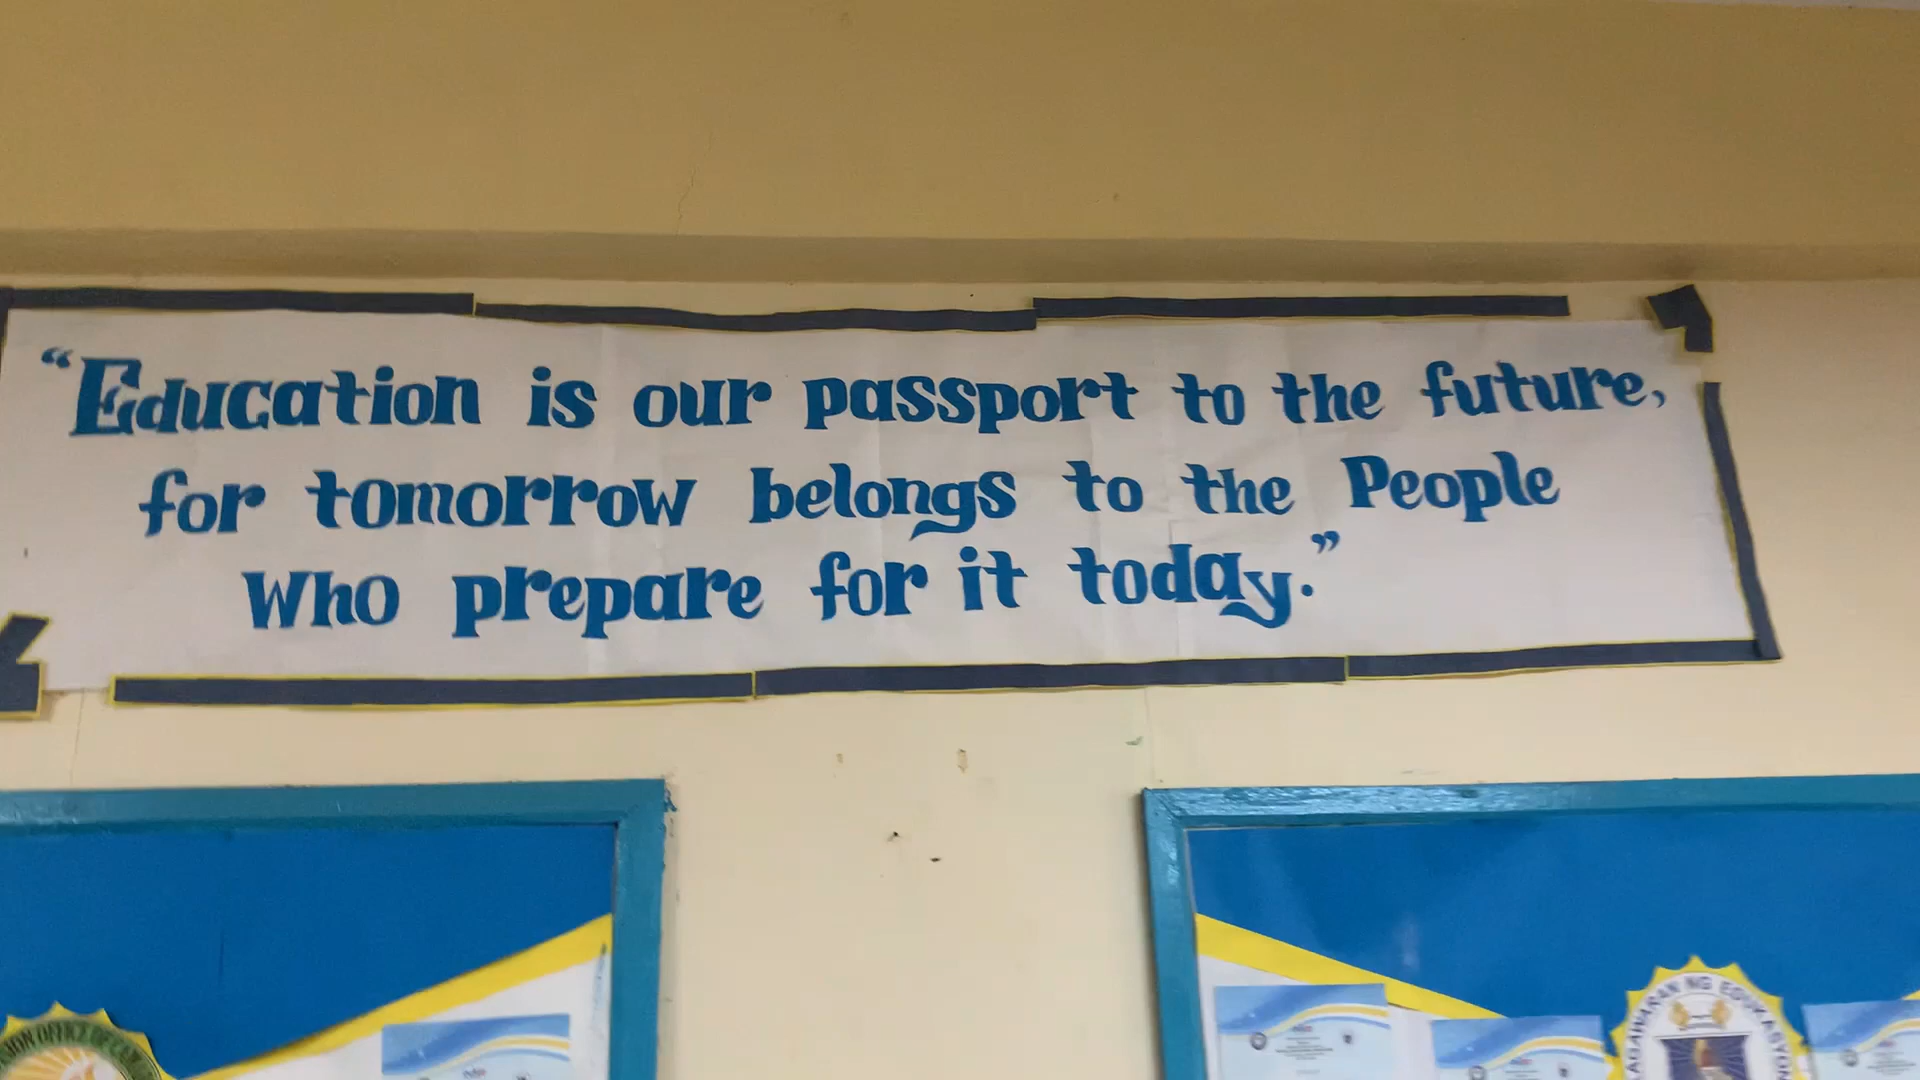 “Education is our passport to the future,
for tomorrow belongs to the People
Who prepare for it today.”